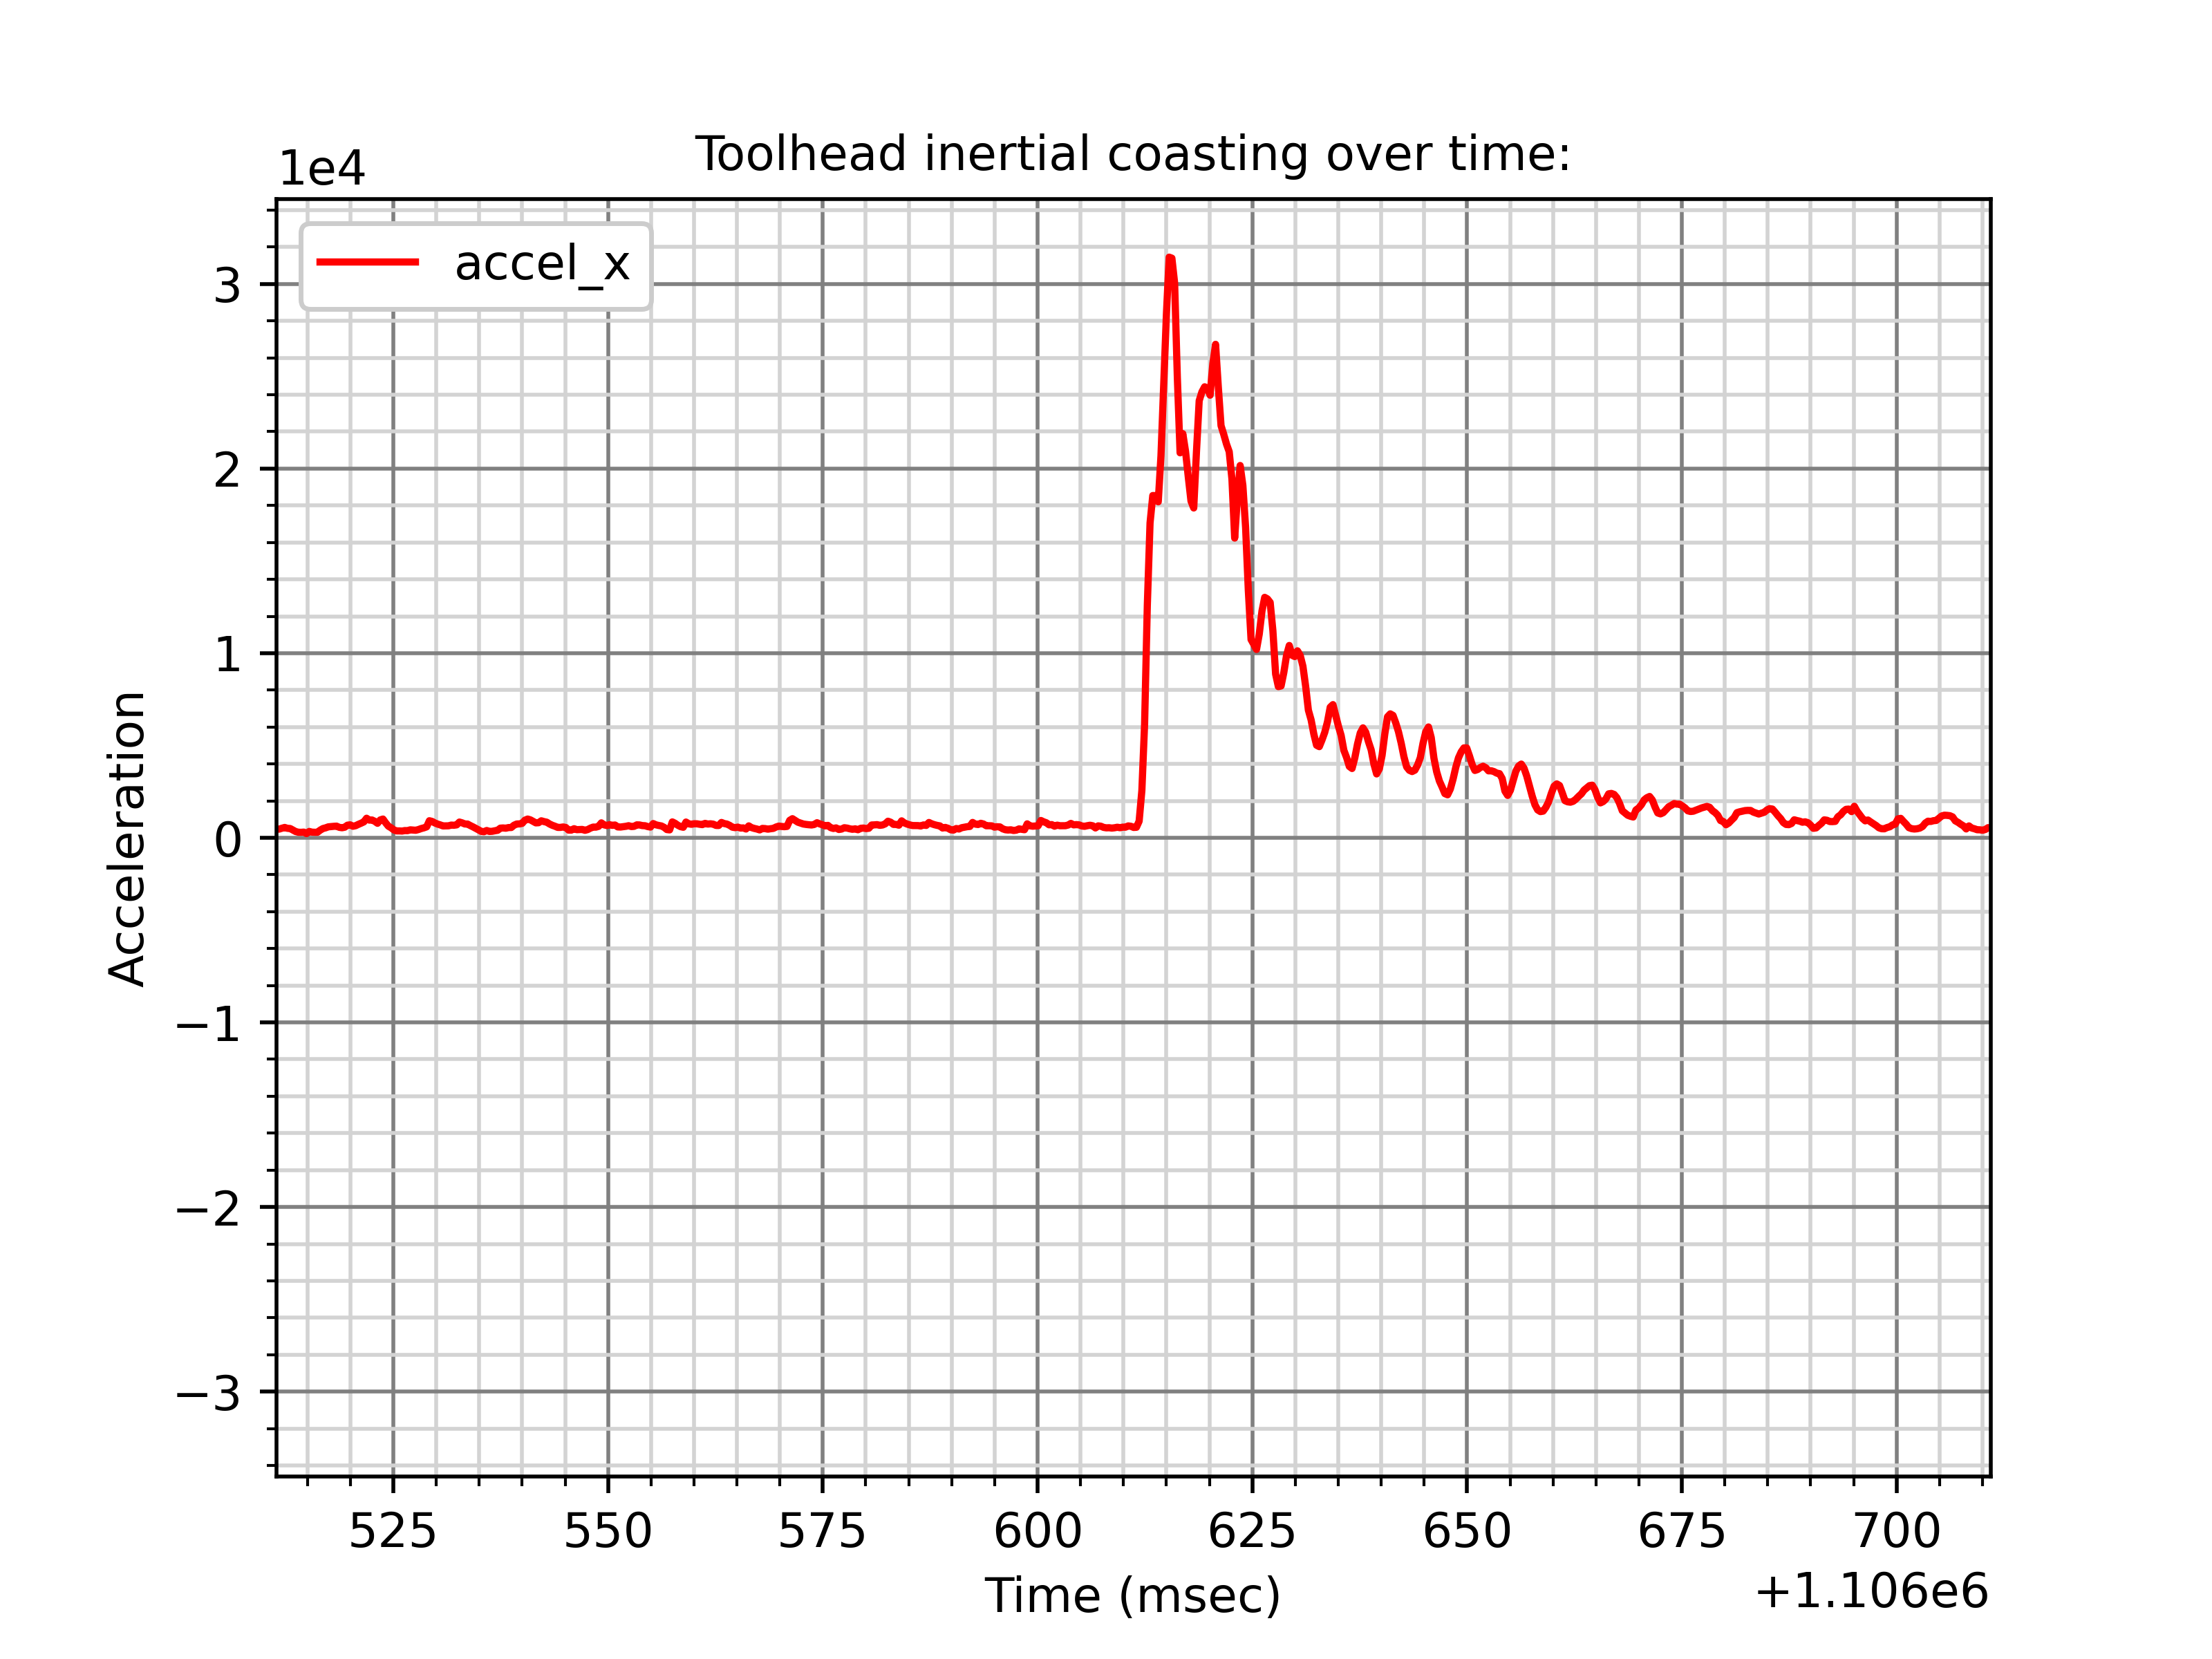 Toolhead inertial coasting over time:
1e4
accel_x
3
2
1
0
−1
−2
−3
Acceleration
525 550 575 600 625 650 675 700
Time (msec)
+1.106e6